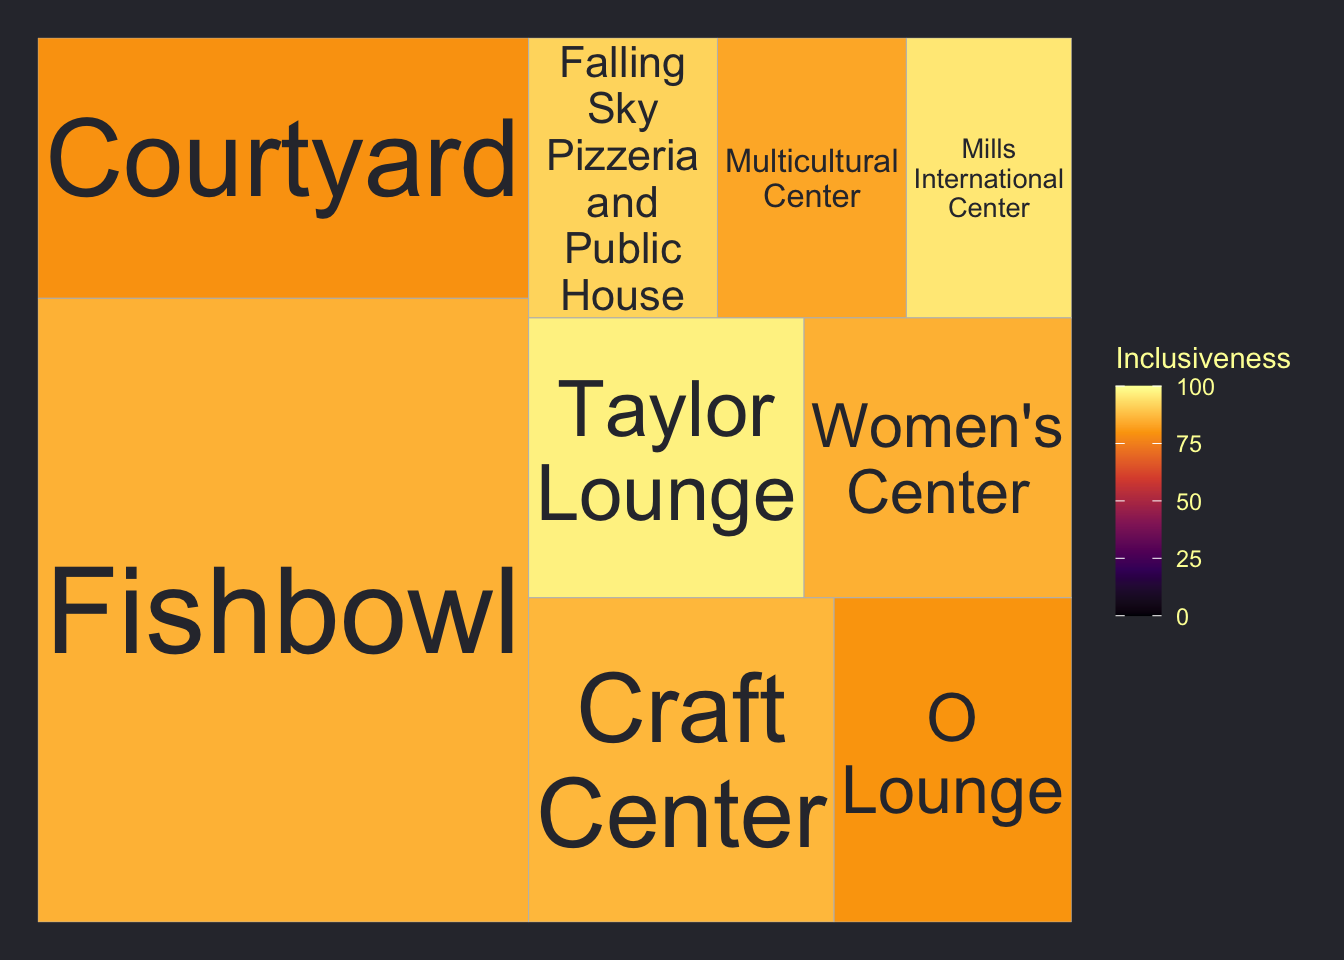 Courtyard
Falling
Sky
Pizzeria
and
Public
House
Multicultural
Center
Mills
International
Center
Taylor
Lounge
Women's
Center
Fishbowl
Craft
Center
O
Lounge
Inclusiveness
100
75
50
25
0